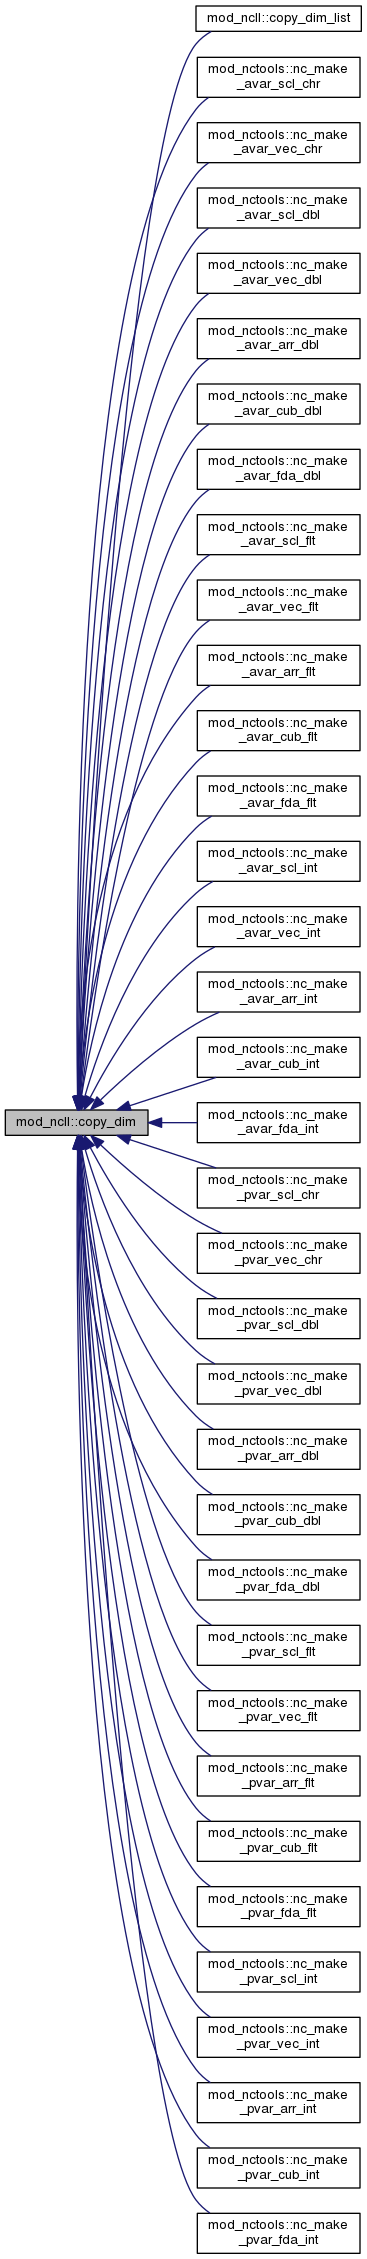 mod_ncll::copy_dim_list
mod_nctools::nc_make
_avar_scl_chr
mod_nctools::nc_make
_avar_vec_chr
mod_nctools::nc_make
_avar_scl_dbl
mod_nctools::nc_make
_avar_vec_dbl
mod_nctools::nc_make
_avar_arr_dbl
mod_nctools::nc_make
_avar_cub_dbl
mod_nctools::nc_make
_avar_fda_dbl
mod_nctools::nc_make
_avar_scl_flt
mod_nctools::nc_make
_avar_vec_flt
mod_nctools::nc_make
_avar_arr_flt
mod_nctools::nc_make
_avar_cub_flt
mod_nctools::nc_make
_avar_fda_flt
mod_nctools::nc_make
_avar_scl_int
mod_nctools::nc_make
_avar_vec_int
mod_nctools::nc_make
_avar_arr_int
mod_nctools::nc_make
_avar_cub_int
mod_ncll::copy_dim
mod_nctools::nc_make
_avar_fda_int
mod_nctools::nc_make
_pvar_scl_chr
mod_nctools::nc_make
_pvar_vec_chr
mod_nctools::nc_make
_pvar_scl_dbl
mod_nctools::nc_make
_pvar_vec_dbl
mod_nctools::nc_make
_pvar_arr_dbl
mod_nctools::nc_make
_pvar_cub_dbl
mod_nctools::nc_make
_pvar_fda_dbl
mod_nctools::nc_make
_pvar_scl_flt
mod_nctools::nc_make
_pvar_vec_flt
mod_nctools::nc_make
_pvar_arr_flt
mod_nctools::nc_make
_pvar_cub_flt
mod_nctools::nc_make
_pvar_fda_flt
mod_nctools::nc_make
_pvar_scl_int
mod_nctools::nc_make
_pvar_vec_int
mod_nctools::nc_make
_pvar_arr_int
mod_nctools::nc_make
_pvar_cub_int
mod_nctools::nc_make
_pvar_fda_int